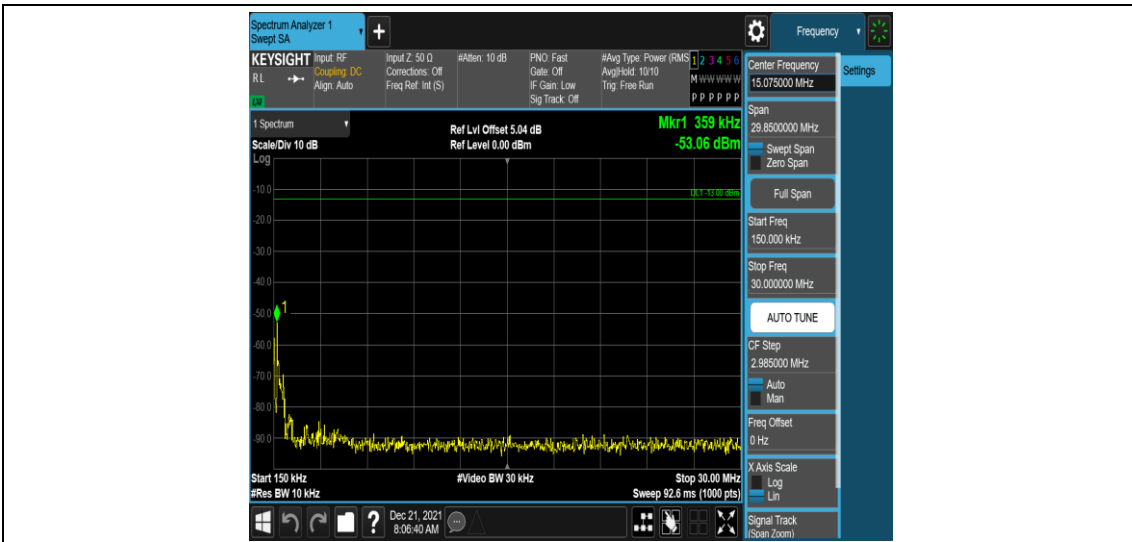 Spectrum Analyzer 1
Swept SA
+
Frequency
KEYSIGHT
RL
LXI
Input: RF
Coupling: DC
Align: Auto
Input Z: 50 Ω
Corrections: Off
Freq Ref: Int (S)
#Atten: 10 dB
PNO: Fast
Gate: Off
IF Gain: Low
Sig Track: Off
#Avg Type: Power (RMS
Avg|Hold: 10/10
Trig: Free Run
1 2 3 4 5 6
M W W W W W
P P P P P P
1 Spectrum
Scale/Div 10 dB
Log
Ref Lvl Offset 5.04 dB
Ref Level 0.00 dBm
Mkr1 359 kHz
-53.06 dBm
DL1 -13.00 dBm
-10.0
-20.0
-30.0
-40.0
-50.0
-60.0
-70.0
-80.0
-90.0
1
Start 150 kHz
#Res BW 10 kHz
#Video BW 30 kHz
Stop 30.00 MHz
Sweep 92.6 ms (1000 pts)
Center Frequency
15.075000 MHz
Settings
Span
29.8500000 MHz
Swept Span
Zero Span
Full Span
Start Freq
150.000 kHz
Stop Freq
30.000000 MHz
AUTO TUNE
CF Step
2.985000 MHz
Auto
Man
Freq Offset
0 Hz
X Axis Scale
Log
Lin
Signal Track
(Span Zoom)
?
Dec 21, 2021
8:06:40 AM